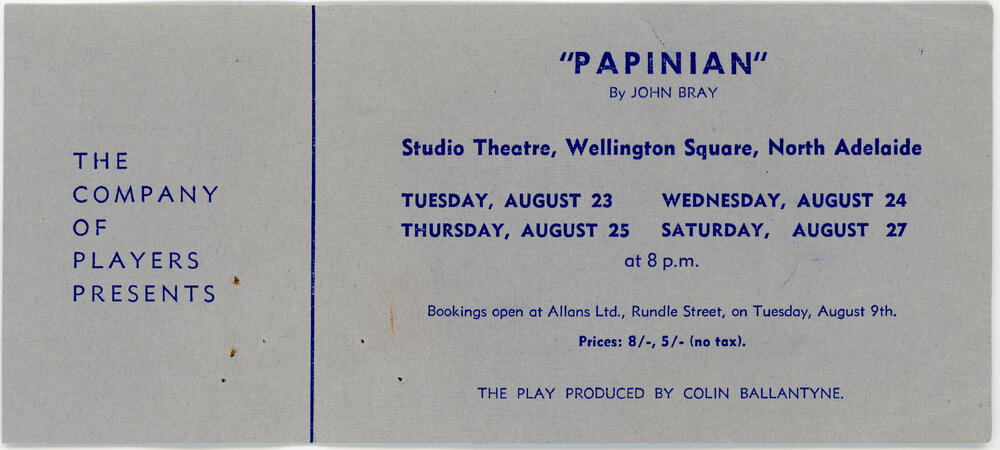 THE
COMPANY
OF
PLAYERS
PRESENTS
"PAPINIAN"
By JOHN BRAY
Studio Theatre, Wellington Square, North Adelaide
TUESDAY, AUGUST 23 WEDNESDAY, AUGUST 24
THURSDAY, AUGUST 25 SATURDAY, AUGUST 27
at 8 p.m.
Bookings open at Allans Ltd., Rundle Street, on Tuesday, August 9th.
Prices: 8/-, 5/- (no tax).
THE PLAY PRODUCED BY COLIN BALLANTYNE.